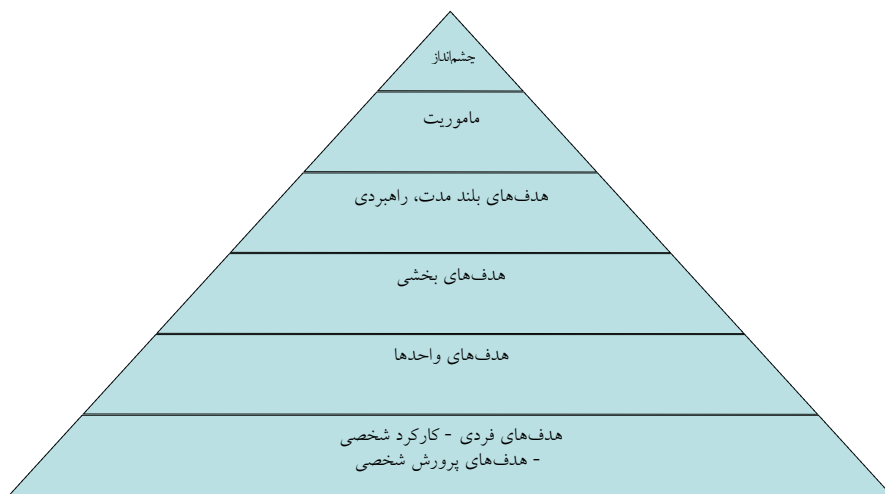 چشم‌انداز
ماموریت
هدف‌های بلند مدت، راهبردی
هدف‌های بخشی
هدف‌های واحدها
هدف‌های فردی - کارکرد شخصی
- هدف‌های پرورش شخصی